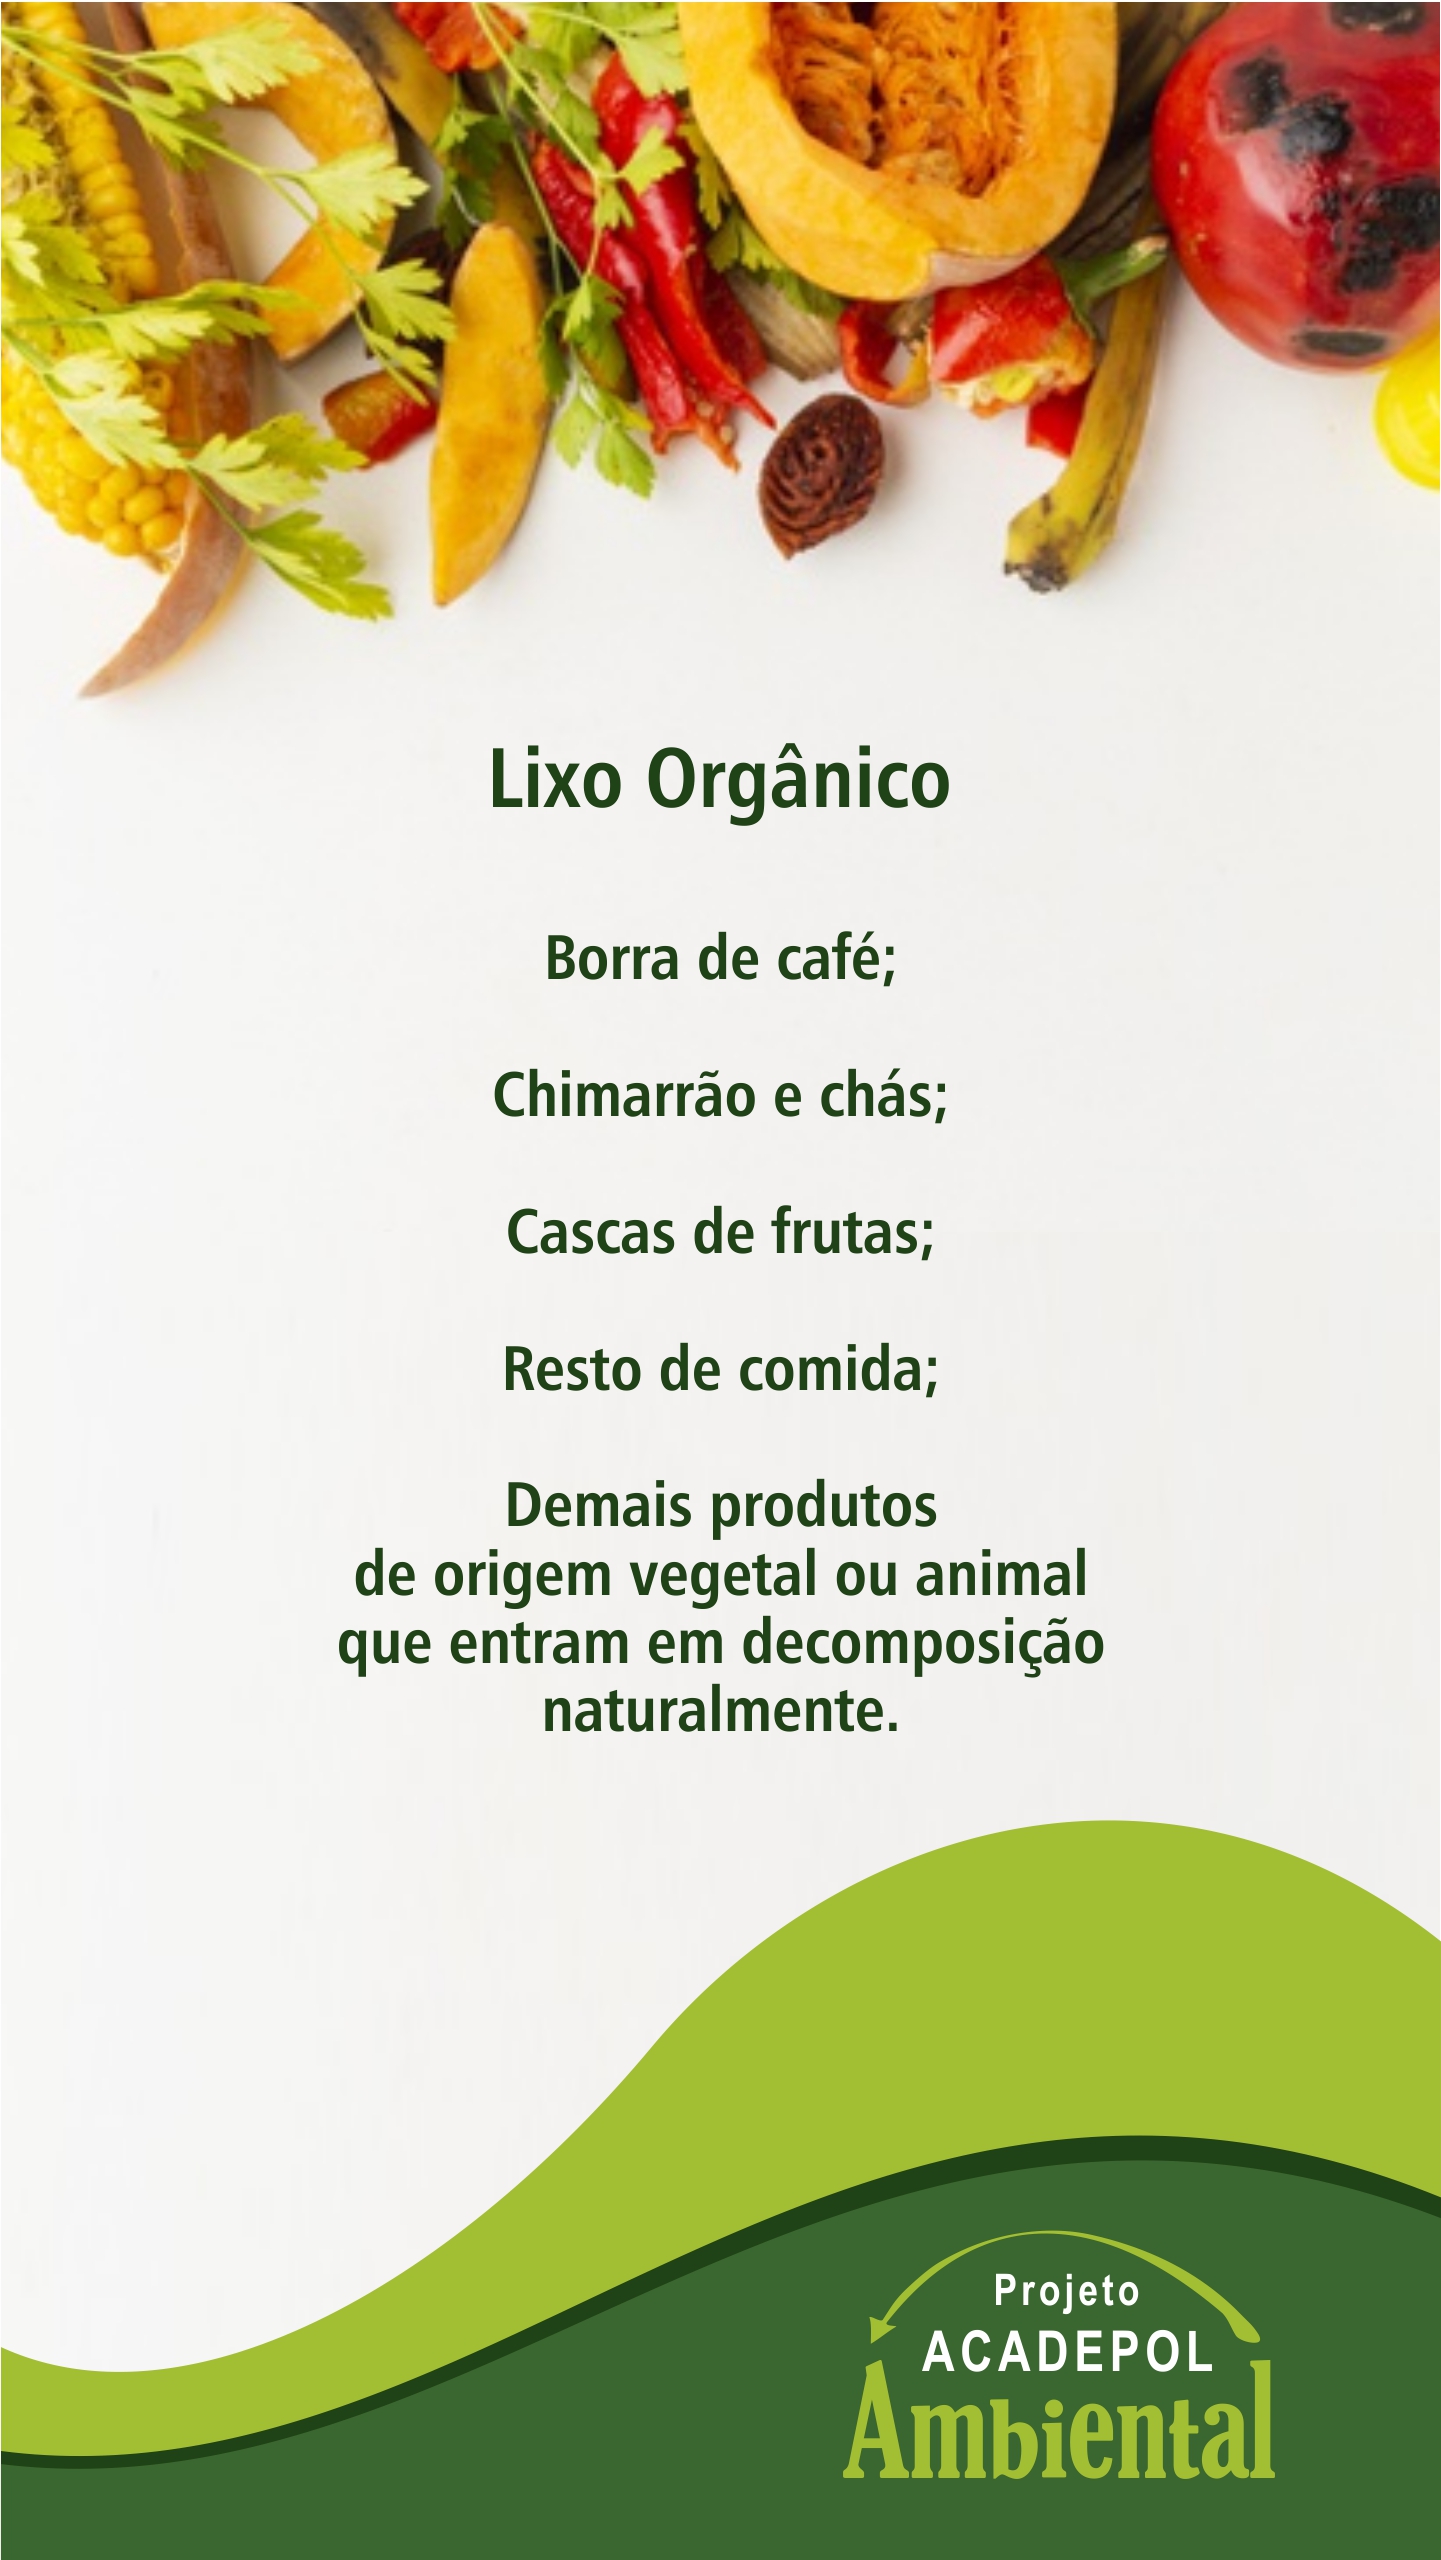 Lixo Orgânico
Borra de café;
Chimarrão e chás;
Cascas de frutas;
Resto de comida;
Demais produtos
de origem vegetal ou animal
que entram em decomposição
naturalmente.
Projeto
ACADEPOL
Ambiental